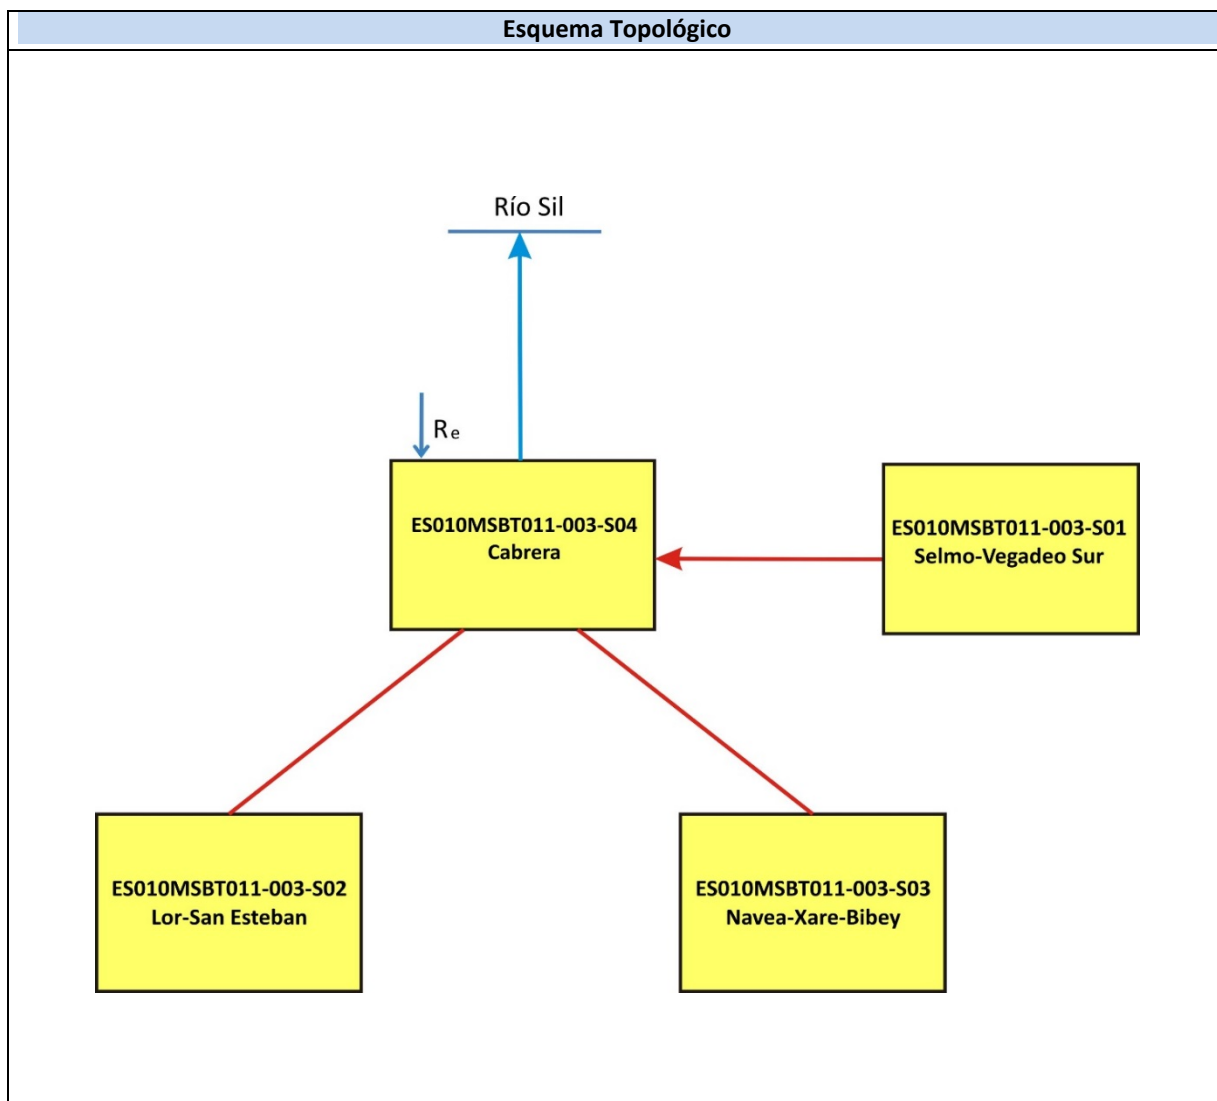 Esquema Topológico
Río Sil
Re
ES010MSBT011-003-S04
Cabrera
ES010MSBT011-003-S01
Selmo-Vegadeo Sur
ES010MSBT011-003-S02
Lor-San Esteban
ES010MSBT011-003-S03
Navea-Xare-Bibey